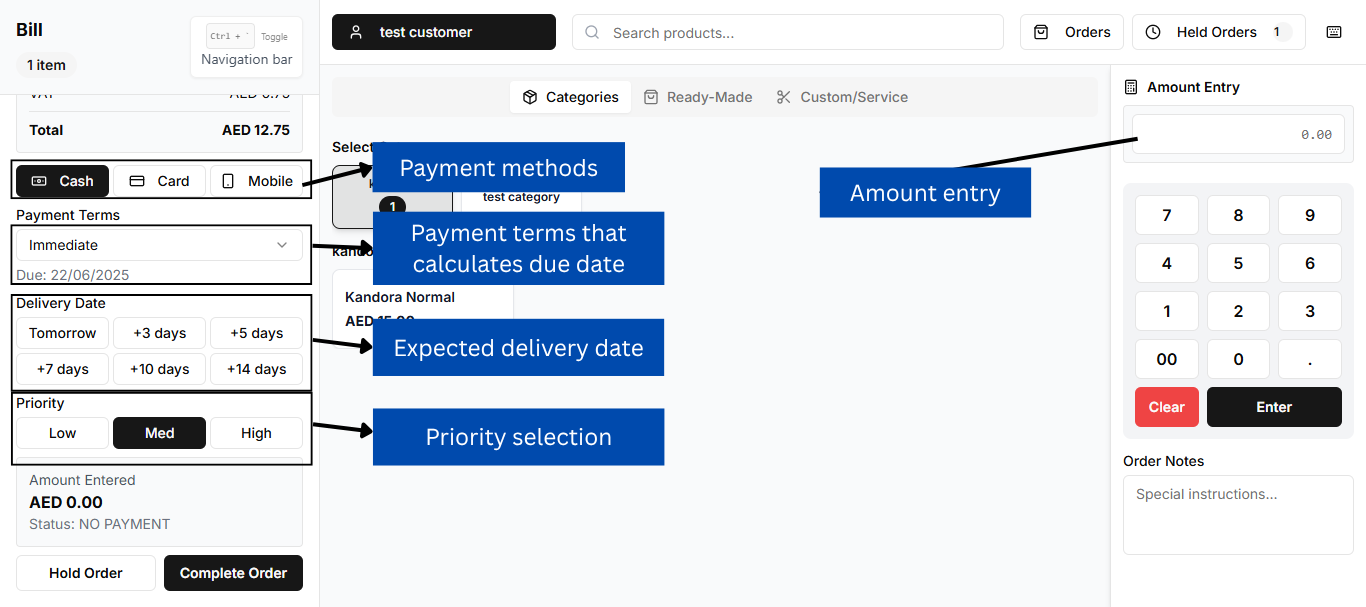 Bill
Ctrl + ` Toggle
Navigation bar
1 item
VAT AED 0.75
Total AED 12.75
Cash Card Mobile
Payment Terms
Immediate
Due: 22/06/2025
Delivery Date
Tomorrow +3 days +5 days
+7 days +10 days +14 days
Priority
Low Med High
Amount Entered
AED 0.00
Status: NO PAYMENT
Hold Order Complete Order
test customer
Search products...
Orders
Held Orders 1
Categories Ready-Made Custom/Service
Select
Payment methods
1
test category
Payment terms that
calculates due date
Kandora Normal
Expected delivery date
Priority selection
Amount entry
Amount Entry
0.00
7 8 9
4 5 6
1 2 3
00 0 .
Clear Enter
Order Notes
Special instructions...